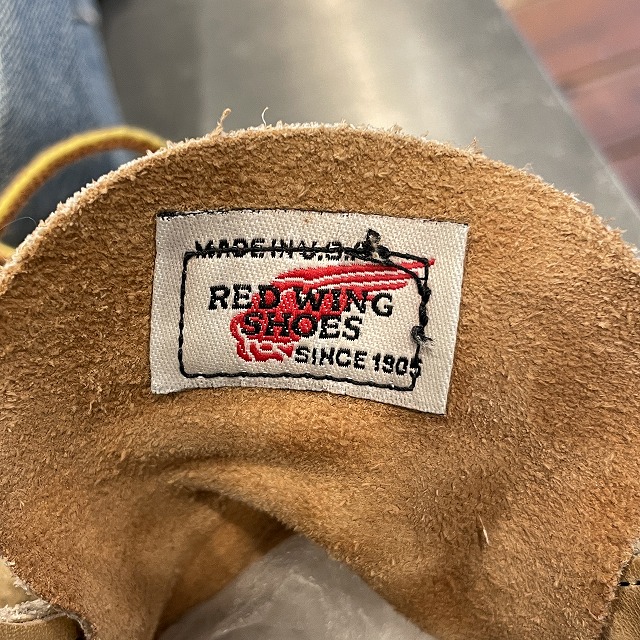 MADE IN U.S.A.
RED WING
SHOES
SINCE 1905